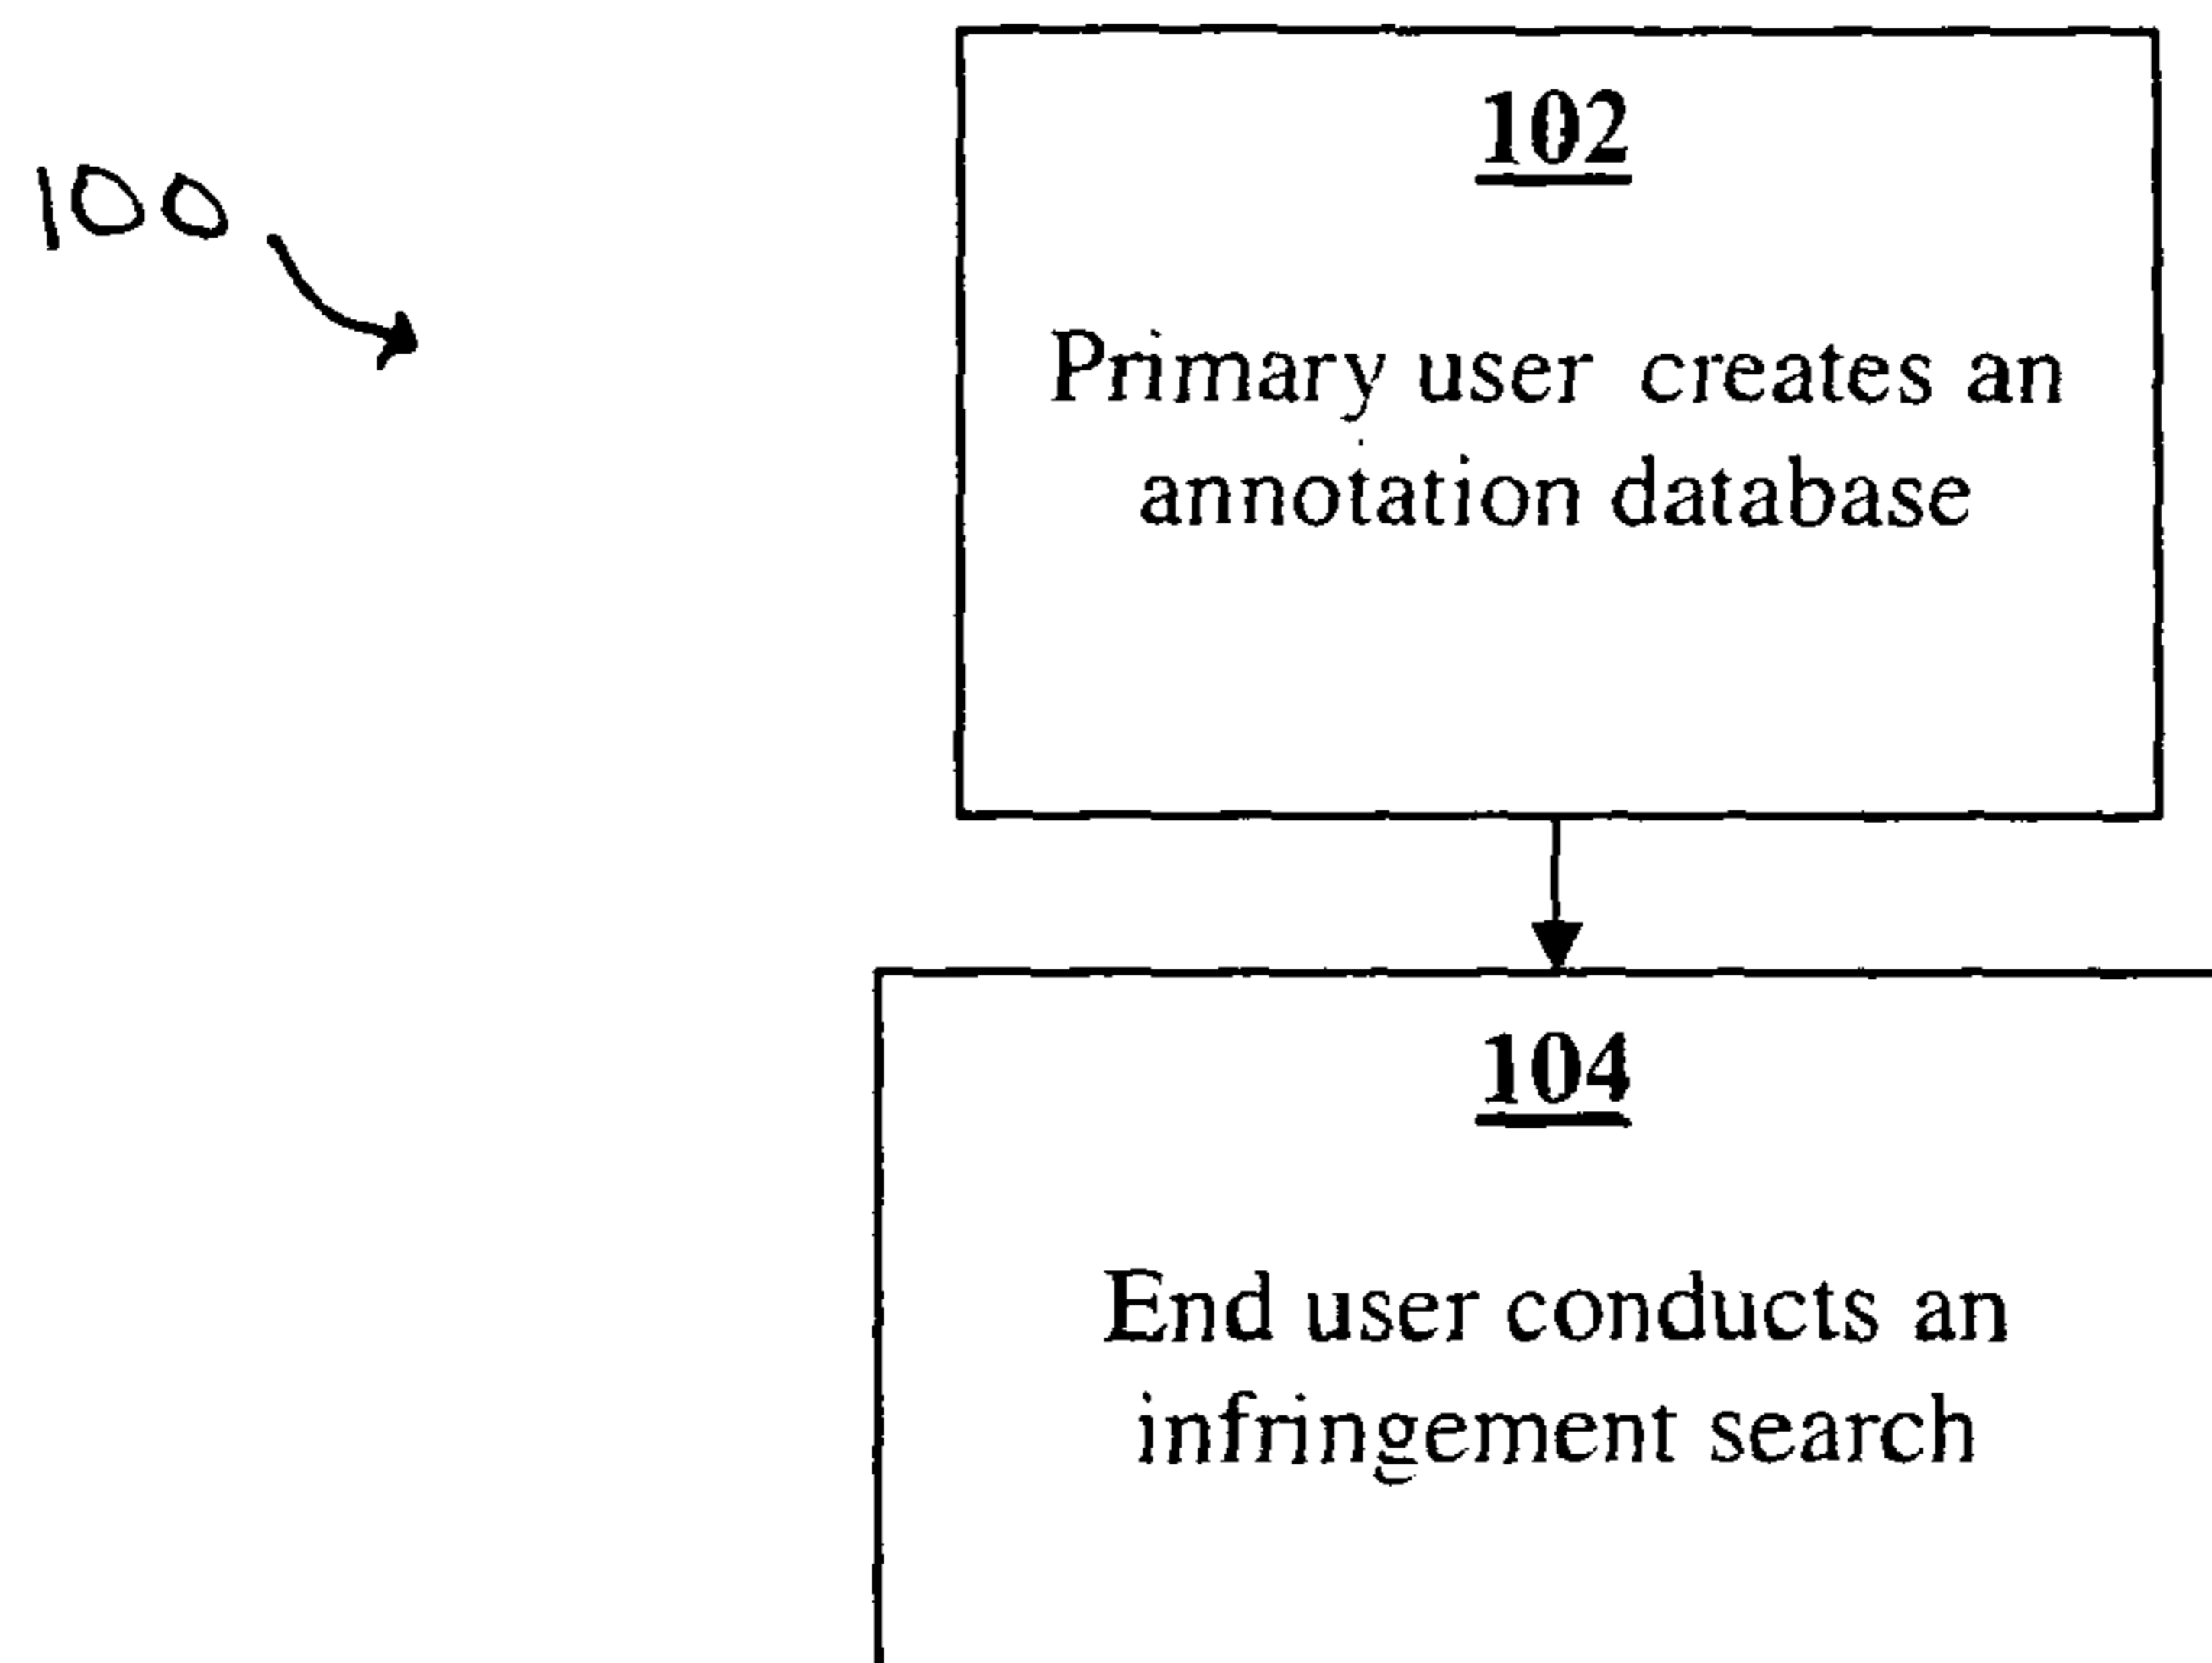 100
102
Primary user creates an
annotation database
104
End user conducts an
infringement search